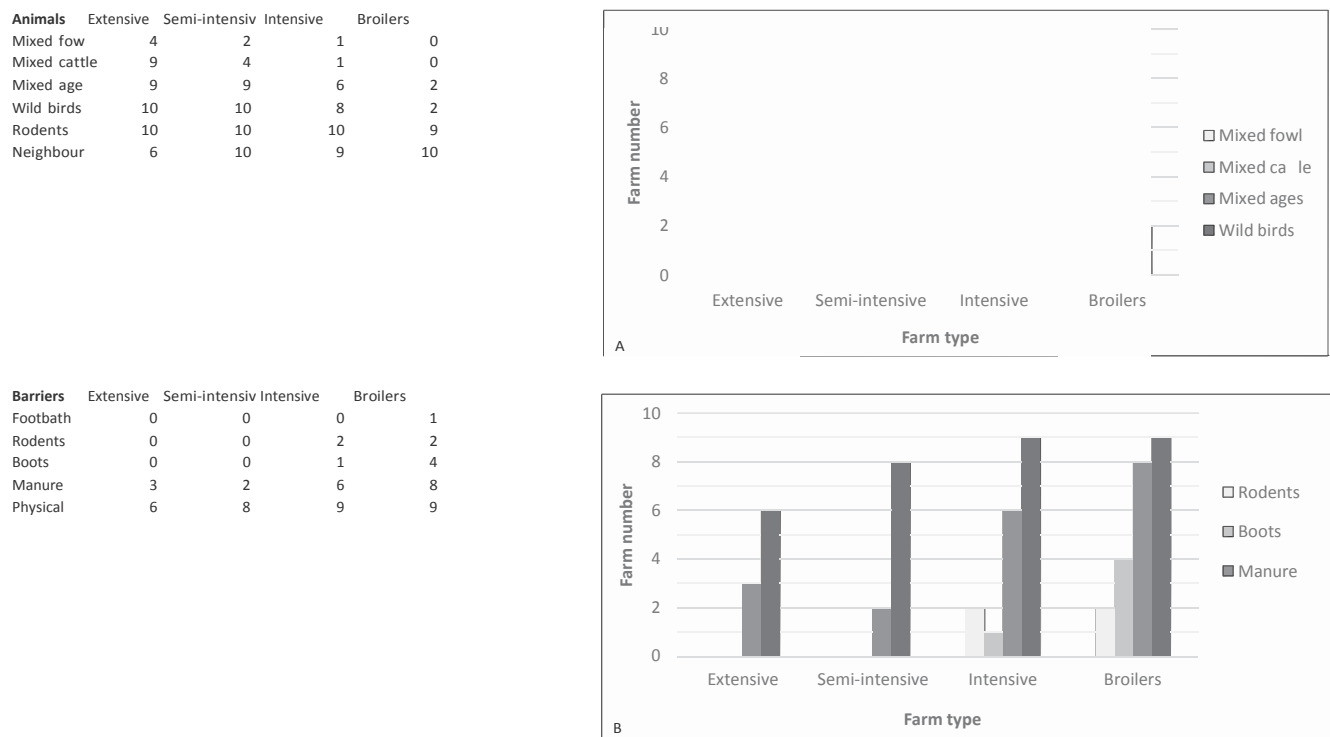 Animals Extensive Semi-intensiv Intensive Broilers
Mixed fow 4 2 1 0
Mixed cattle 9 4 1 0
Mixed age 9 9 6 2
Wild birds 10 10 8 2
Rodents 10 10 10 9
Neighbour 6 10 9 10
10
8
6
4
2
0
Farm number
Extensive Semi-intensive Intensive Broilers
Farm type
A
Mixed fowl
Mixed ca le
Mixed ages
Wild birds
Barriers Extensive Semi-intensiv Intensive Broilers
Footbath 0 0 0 1
Rodents 0 0 2 2
Boots 0 0 1 4
Manure 3 2 6 8
Physical 6 8 9 9
10
8
6
4
2
0
Farm number
Extensive Semi-intensive Intensive Broilers
Farm type
B
Rodents
Boots
Manure